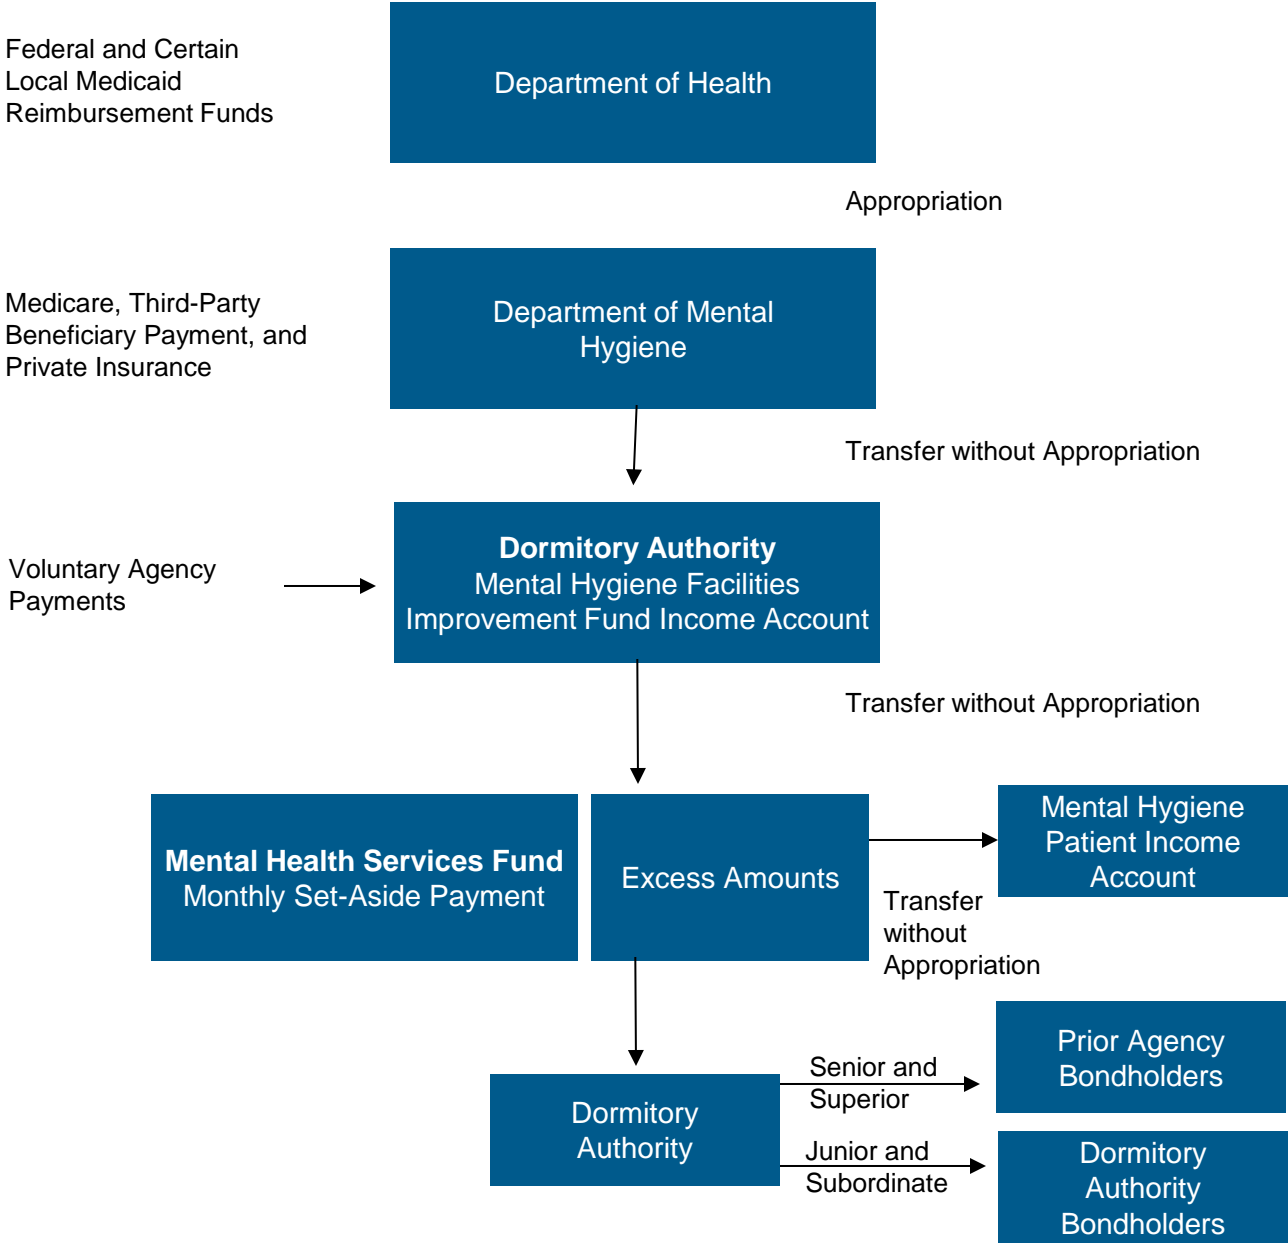 Federal and Certain
Local Medicaid
Reimbursement Funds
Department of Health
Appropriation
Medicare, Third-Party
Beneficiary Payment, and
Private Insurance
Department of Mental
Hygiene
Transfer without Appropriation
Voluntary Agency
Payments
Dormitory Authority
Mental Hygiene Facilities
Improvement Fund Income Account
Transfer without Appropriation
Mental Health Services Fund
Monthly Set-Aside Payment
Excess Amounts
Mental Hygiene
Patient Income
Account
Transfer
without
Appropriation
Dormitory
Authority
Senior and
Superior
Prior Agency
Bondholders
Junior and
Subordinate
Dormitory
Authority
Bondholders